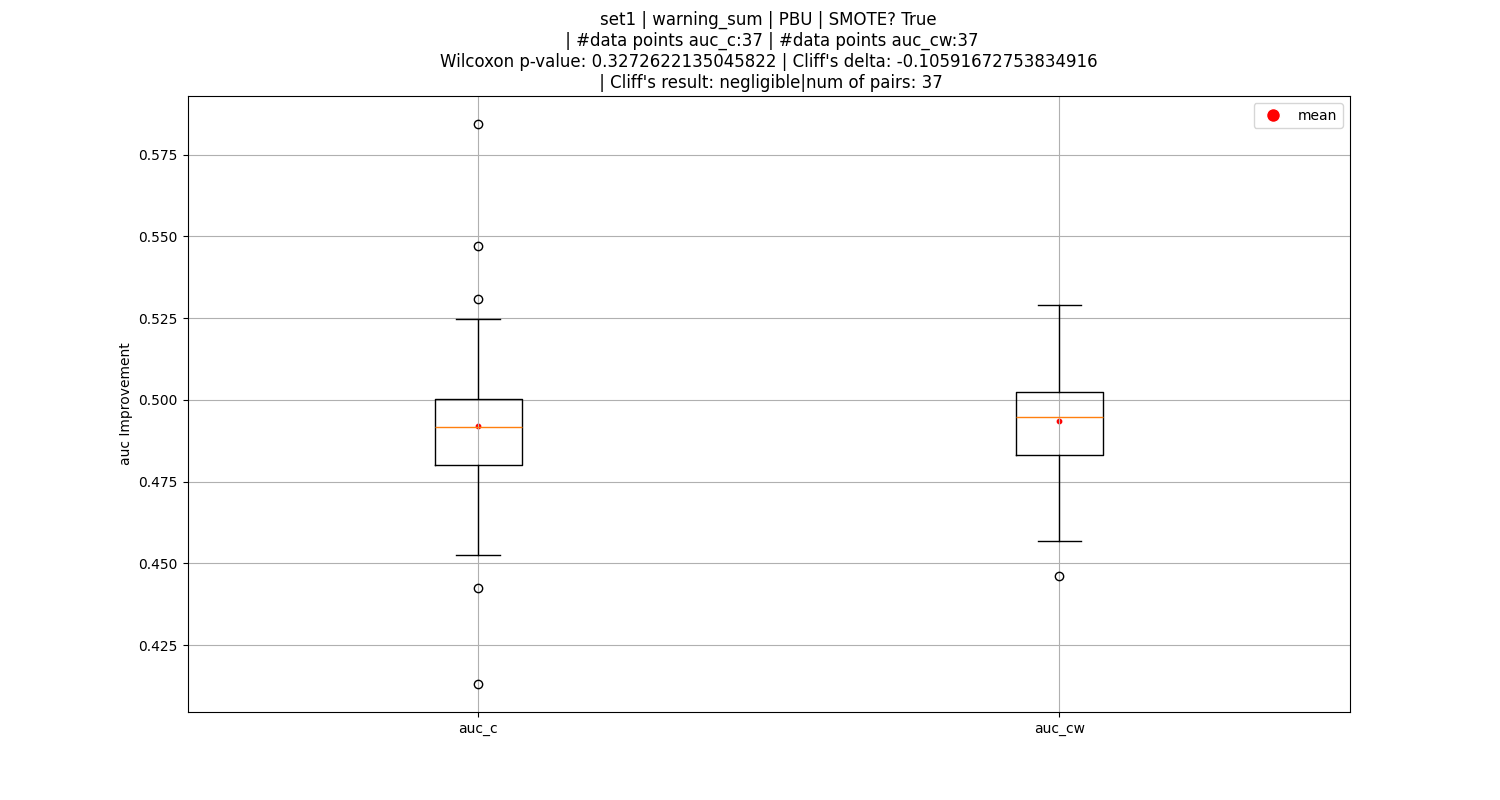 set1 | warning_sum | PBU | SMOTE? True
| #data points auc_c:37 | #data points auc_cw:37
Wilcoxon p-value: 0.3272622135045822 | Cliff's delta: -0.10591672753834916
| Cliff's result: negligible|num of pairs: 37
mean
0.575
0.550
0.525
0.500
0.475
0.450
0.425
auc Improvement
auc_c
auc_cw